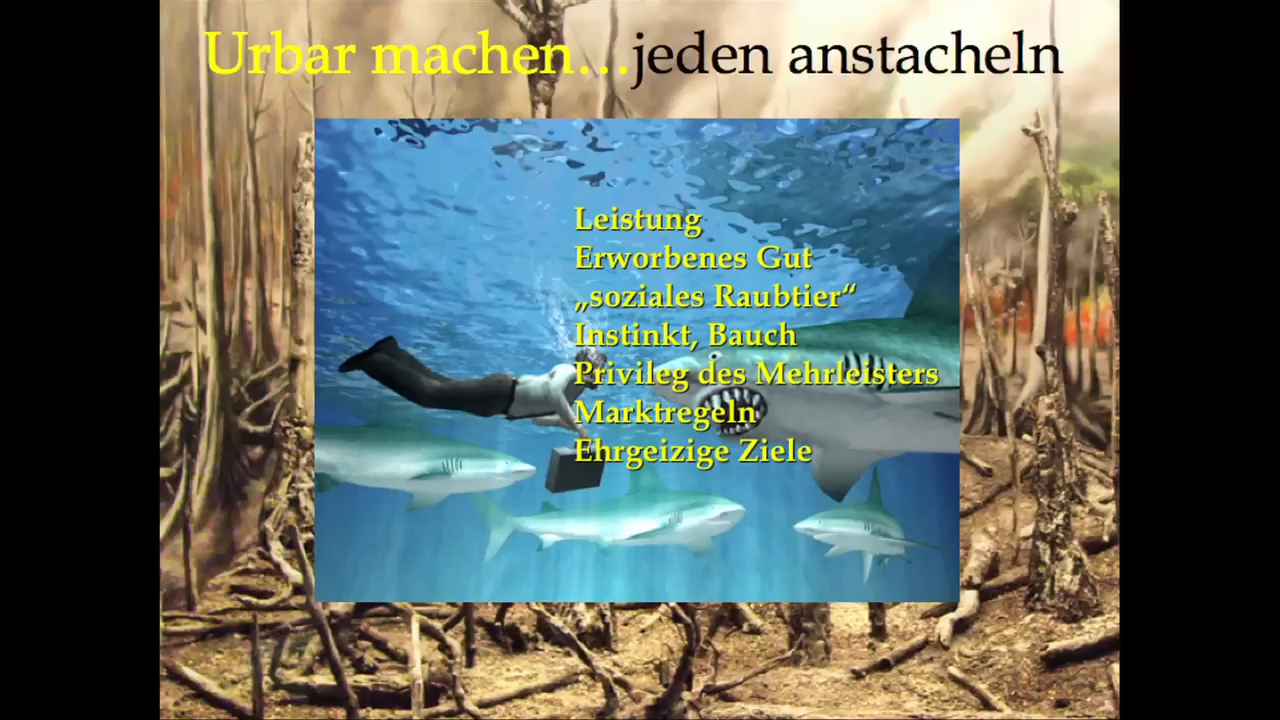 Urbar machen...jeden anstacheln
Leistung
Erworbenes Gut
„soziales Raubtier“
Instinkt, Bauch
Privileg des Mehrleisters
Marktregeln
Ehrgeizige Ziele